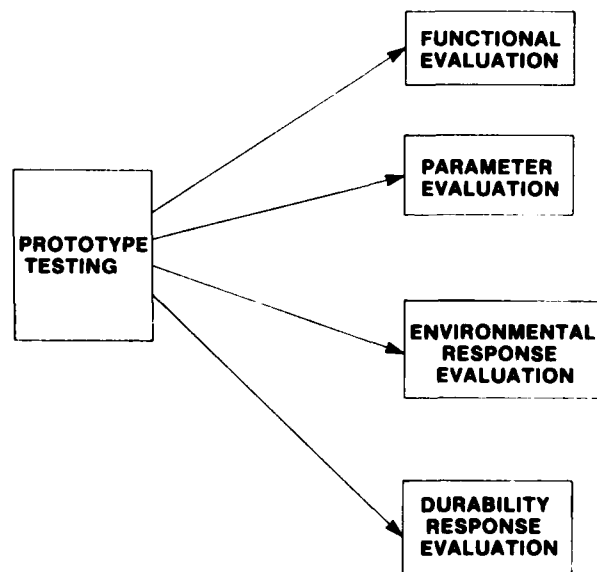 FUNCTIONAL
EVALUATION
PARAMETER
EVALUATION
PROTOTYPE
TESTING
ENVIRONMENTAL
RESPONSE
EVALUATION
DURABILITY
RESPONSE
EVALUATION